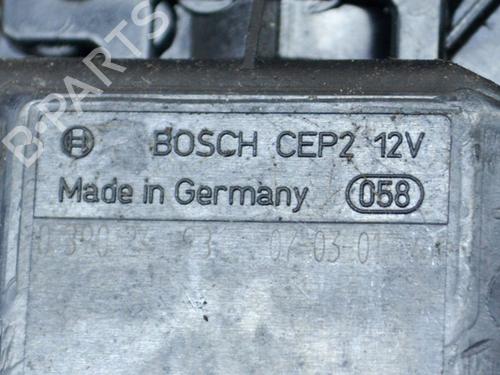 B-PARTS
BOSCH CEP2 12V
Made in Germany 058